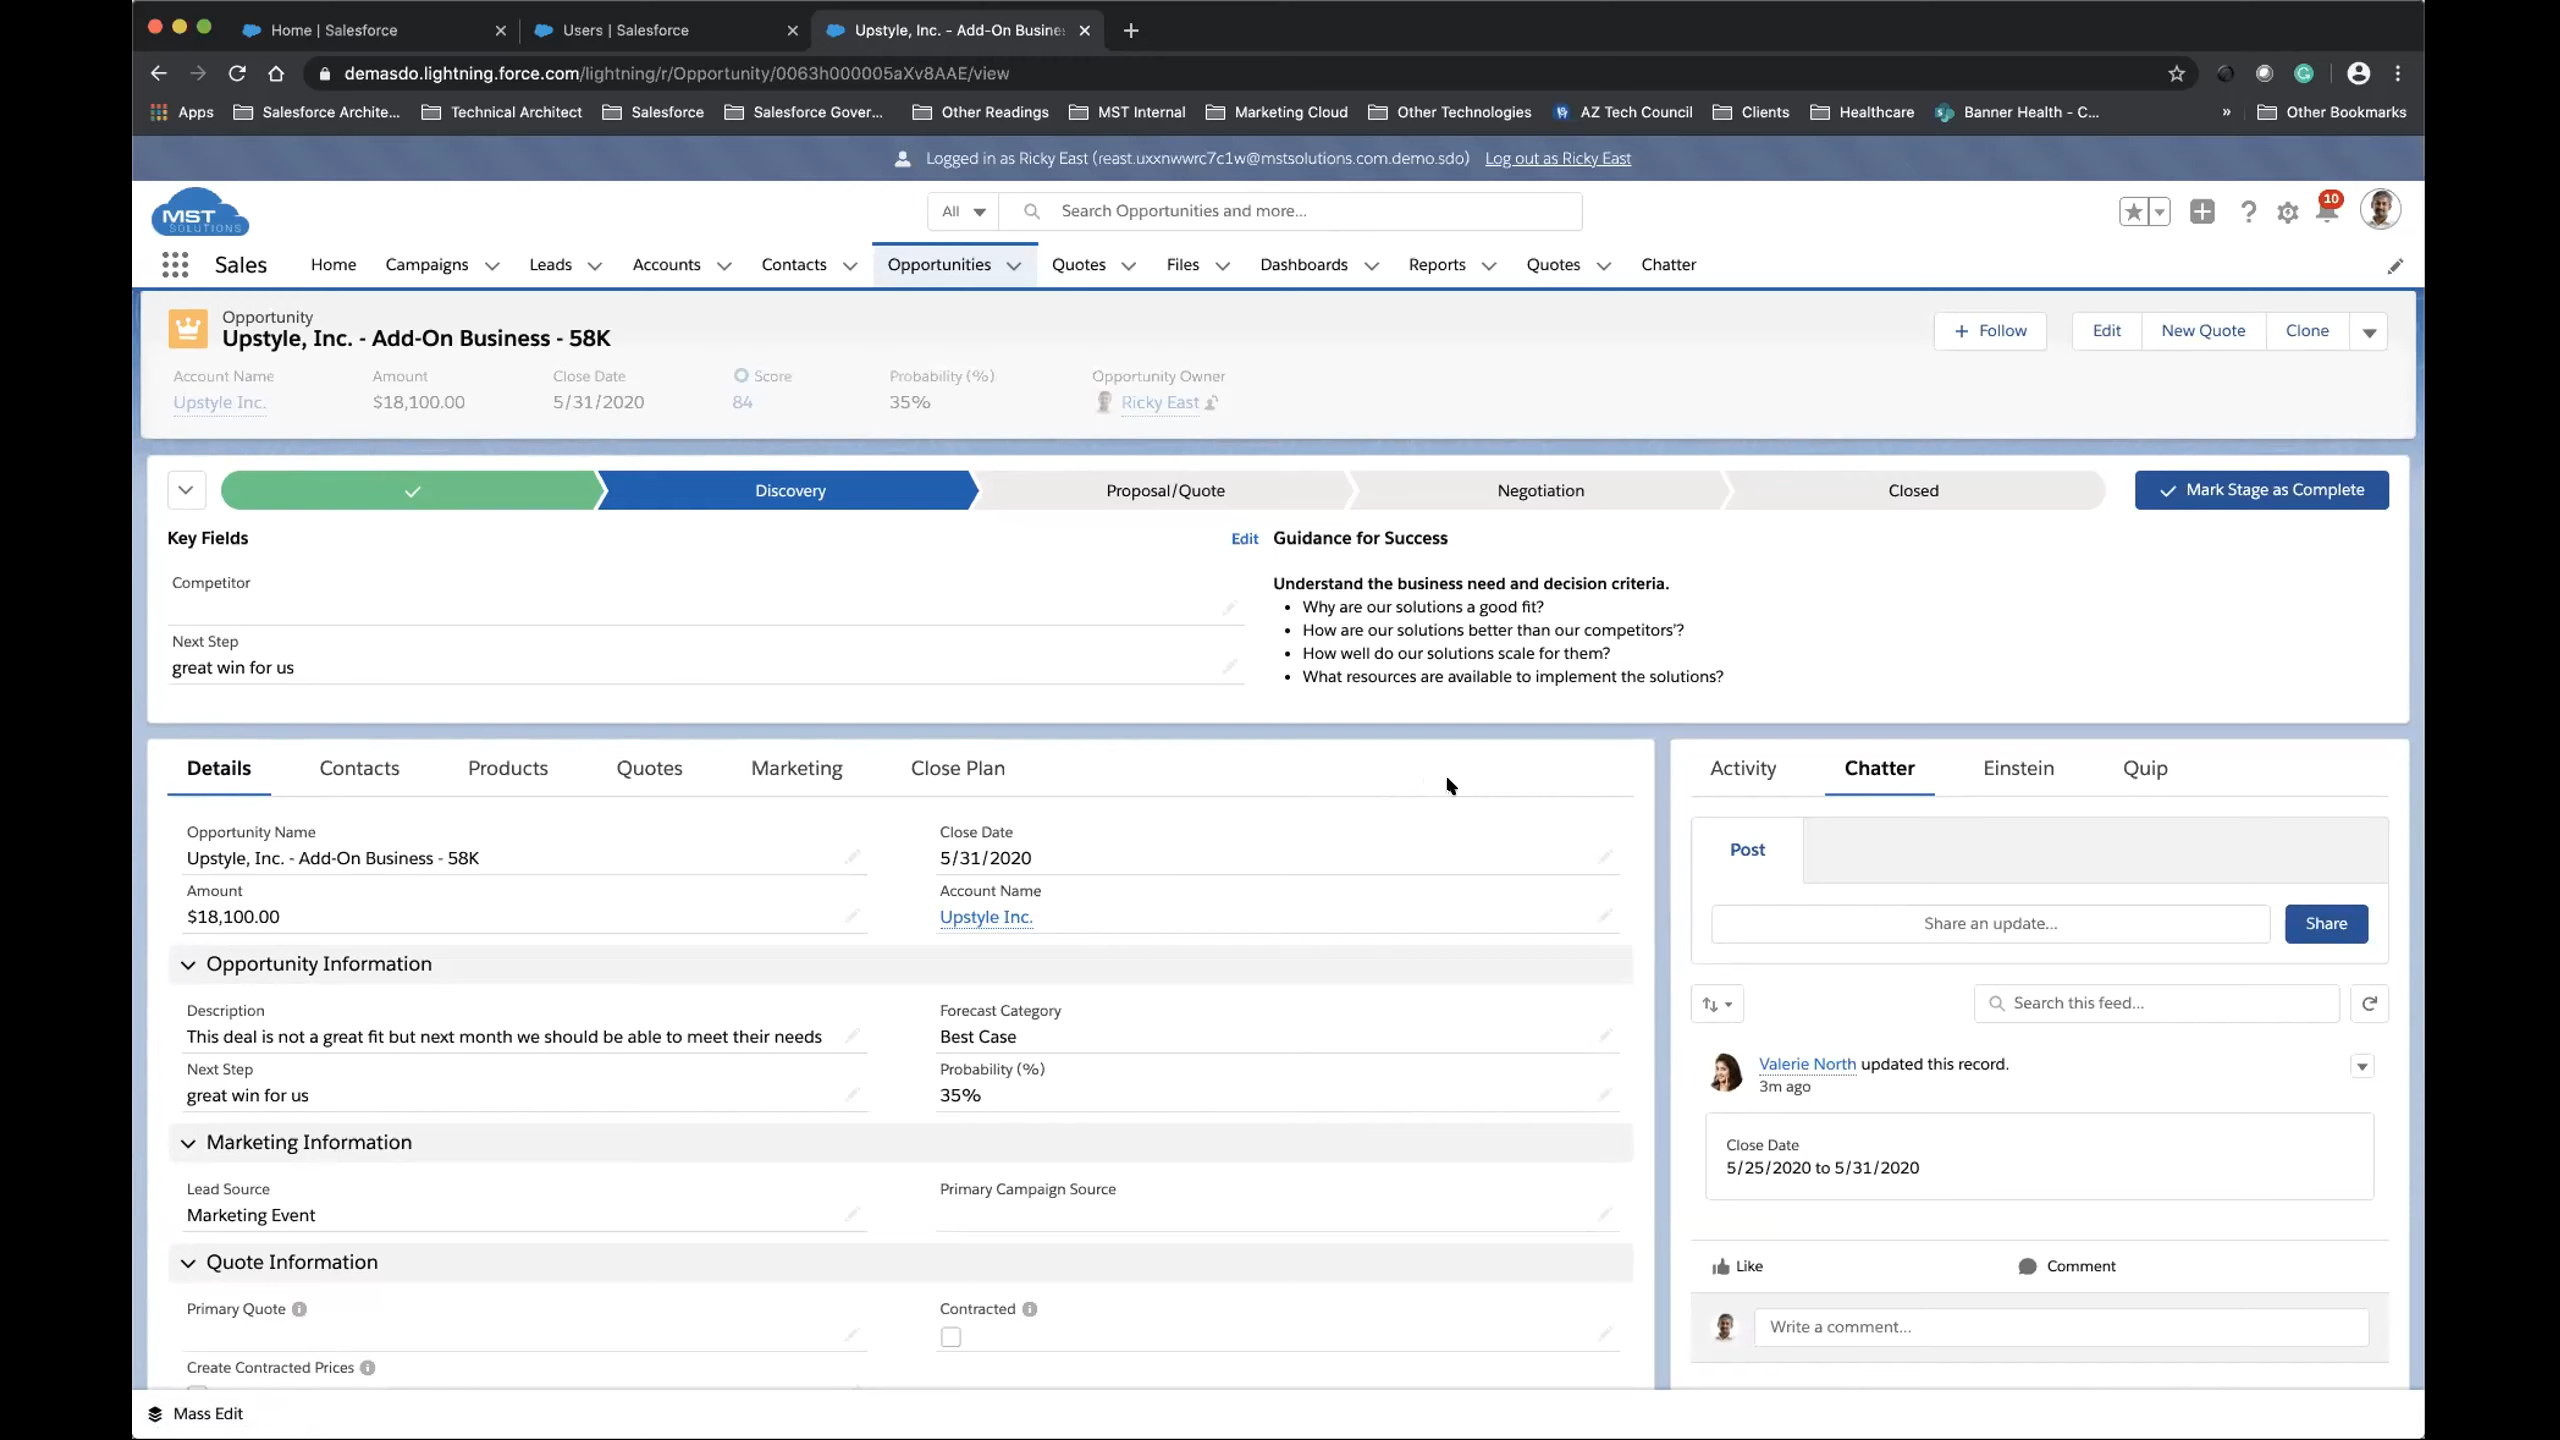 Home | Salesforce
Users | Salesforce
Upstyle, Inc. - Add-On Busine
demasdo.lightning.force.com/lightning/r/Opportunity/0063h000005aXv8AAE/view
Apps
Salesforce Archite...
Technical Architect
Salesforce
Salesforce Gover...
Other Readings
MST Internal
Marketing Cloud
Other Technologies
AZ Tech Council
Clients
Healthcare
Banner Health - C...
»
Other Bookmarks
Logged in as Ricky East (reast.uxxnwwrc7c1w@mstsolutions.com.demo.sdo) Log out as Ricky East
MST
SOLUTIONS
All
Search Opportunities and more...
10
Sales
Home
Campaigns
Leads
Accounts
Contacts
Opportunities
Quotes
Files
Dashboards
Reports
Quotes
Chatter
Opportunity
Upstyle, Inc. - Add-On Business - 58K
+ Follow
Edit
New Quote
Clone
Account Name
Amount
Close Date
Score
Probability (%)
Opportunity Owner
Upstyle Inc.
$18,100.00
5/31/2020
84
35%
Ricky East
Discovery
Proposal/Quote
Negotiation
Closed
Mark Stage as Complete
Key Fields
Edit
Guidance for Success
Competitor
Understand the business need and decision criteria.
• Why are our solutions a good fit?
• How are our solutions better than our competitors'?
• How well do our solutions scale for them?
• What resources are available to implement the solutions?
Next Step
great win for us
Details
Contacts
Products
Quotes
Marketing
Close Plan
Opportunity Name
Upstyle, Inc. - Add-On Business - 58K
Close Date
5/31/2020
Amount
$18,100.00
Account Name
Upstyle Inc.
Opportunity Information
Description
This deal is not a great fit but next month we should be able to meet their needs
Forecast Category
Best Case
Next Step
great win for us
Probability (%)
35%
Marketing Information
Lead Source
Marketing Event
Primary Campaign Source
Quote Information
Primary Quote
Contracted
Create Contracted Prices
Activity
Chatter
Einstein
Quip
Post
Share an update...
Share
Search this feed...
Valerie North updated this record.
3m ago
Close Date
5/25/2020 to 5/31/2020
Like
Comment
Write a comment...
Mass Edit